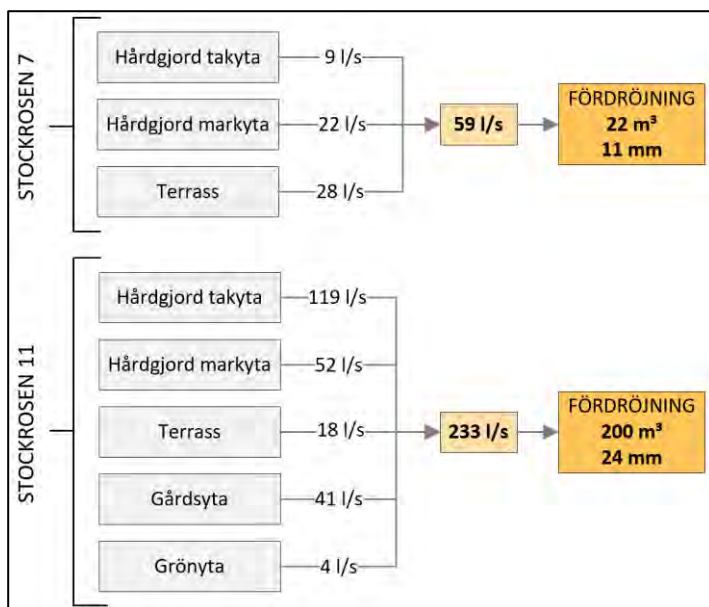 STOCKROSEN 7
Hårdgjord takyta
9 l/s
Hårdgjord markyta
22 l/s
Terrass
28 l/s
59 l/s
FÖRDRÖJNING
22 m³
11 mm
STOCKROSEN 11
Hårdgjord takyta
119 l/s
Hårdgjord markyta
52 l/s
Terrass
18 l/s
Gårdsyta
41 l/s
Grönyta
4 l/s
233 l/s
FÖRDRÖJNING
200 m³
24 mm